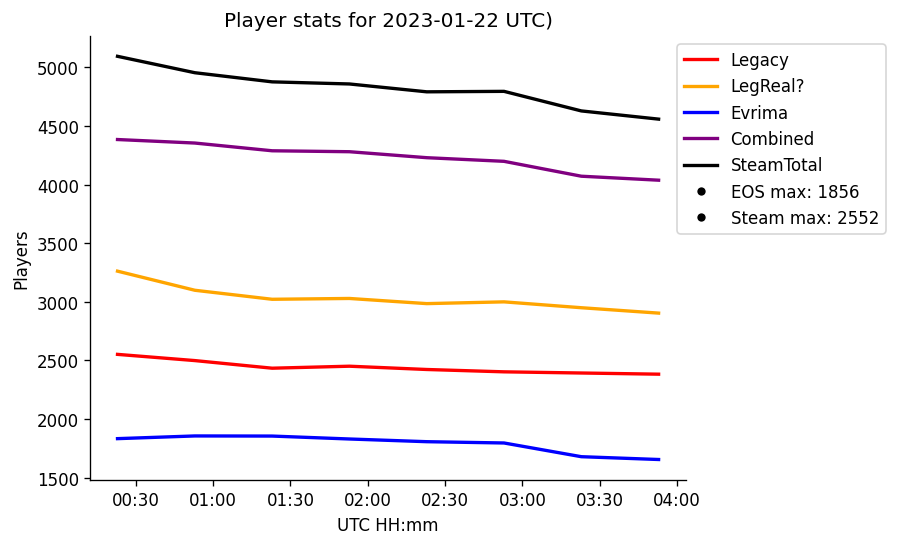 Player stats for 2023-01-22 UTC)
Legacy
LegReal?
Evrima
Combined
SteamTotal
EOS max: 1856
Steam max: 2552
Players
5000
4500
4000
3500
3000
2500
2000
1500
00:30 01:00 01:30 02:00 02:30 03:00 03:30 04:00
UTC HH:mm